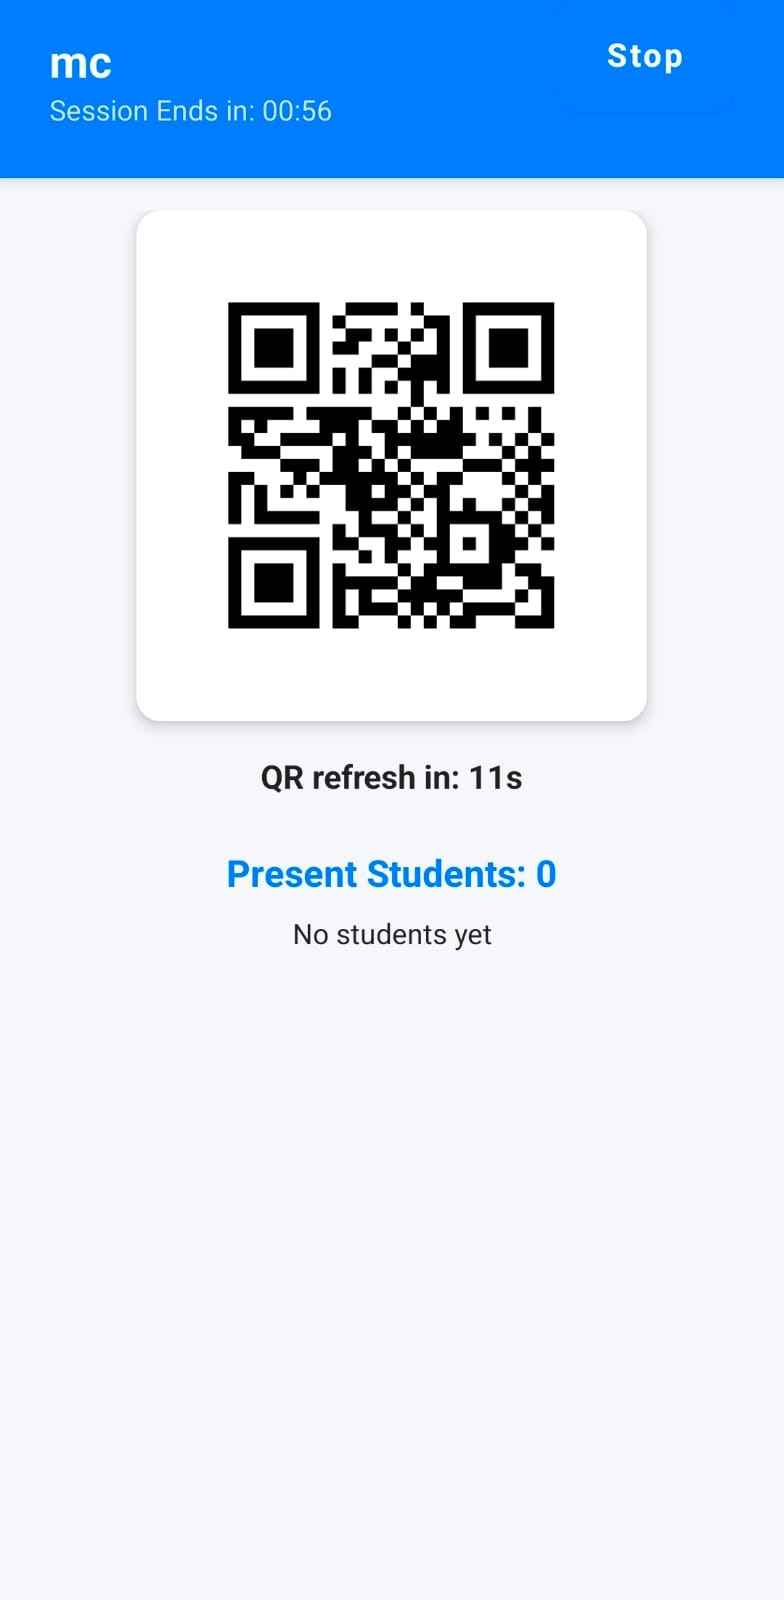 mc
Stop
Session Ends in: 00:56
QR refresh in: 11s
Present Students: 0
No students yet